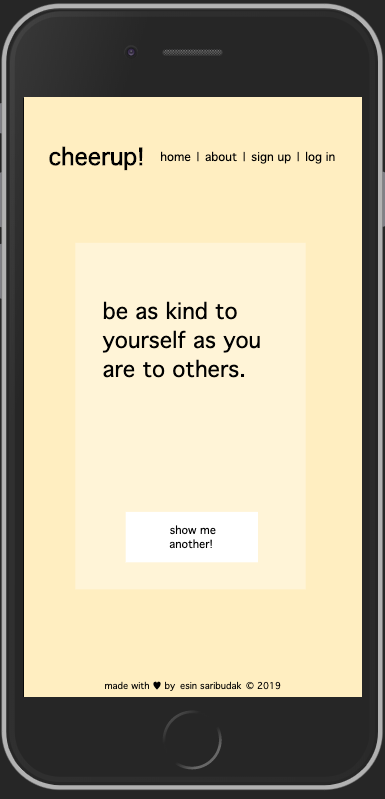 cheerup! home | about | sign up | log in
be as kind to
yourself as you
are to others.
show me
another!
made with ♥ by esin saribudak © 2019